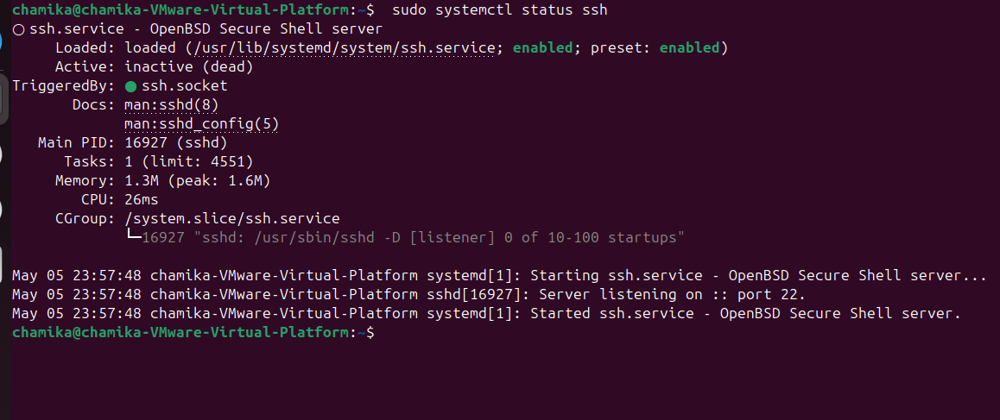 chamika@chamika-VMware-Virtual-Platform:~$  sudo systemctl status ssh
○ ssh.service - OpenBSD Secure Shell server
     Loaded: loaded (/usr/lib/systemd/system/ssh.service; enabled; preset: enabled)
     Active: inactive (dead)
TriggeredBy: ● ssh.socket
       Docs: man:sshd(8)
             man:sshd_config(5)
   Main PID: 16927 (sshd)
      Tasks: 1 (limit: 4551)
     Memory: 1.3M (peak: 1.6M)
        CPU: 26ms
     CGroup: /system.slice/ssh.service
             └─16927 "sshd: /usr/sbin/sshd -D [listener] 0 of 10-100 startups"

May 05 23:57:48 chamika-VMware-Virtual-Platform systemd[1]: Starting ssh.service - OpenBSD Secure Shell server...
May 05 23:57:48 chamika-VMware-Virtual-Platform sshd[16927]: Server listening on :: port 22.
May 05 23:57:48 chamika-VMware-Virtual-Platform systemd[1]: Started ssh.service - OpenBSD Secure Shell server.
chamika@chamika-VMware-Virtual-Platform:~$